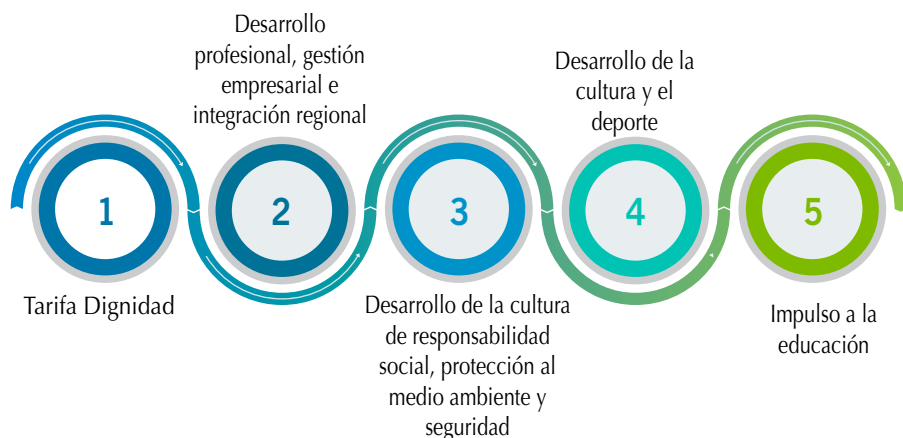 1
Tarifa Dignidad
Desarrollo
profesional, gestión
empresarial e
integración regional
2
3
Desarrollo de la cultura
de responsabilidad
social, protección al
medio ambiente y
seguridad
Desarrollo de la
cultura y el
deporte
4
5
Impulso a la
educación